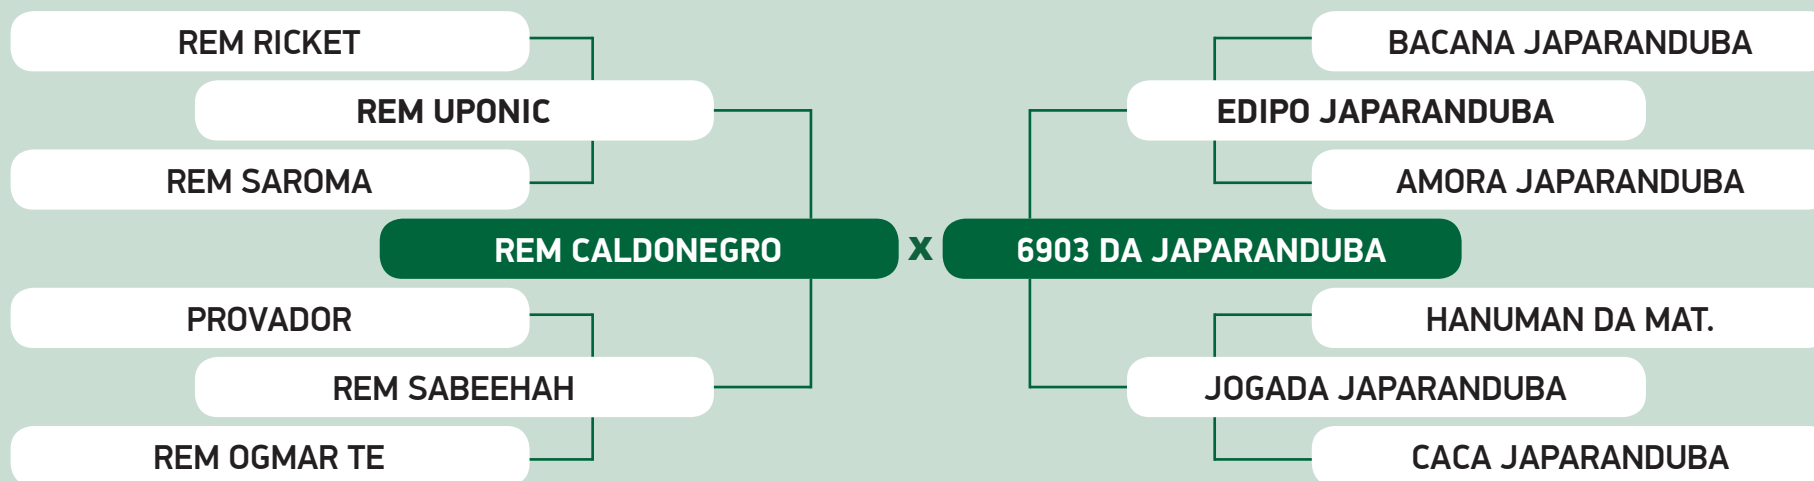 REM RICKET
BACANA JAPARANDUBA
REM UPONIC
EDIPO JAPARANDUBA
REM SAROMA
AMORA JAPARANDUBA
REM CALDONEGRO X 6903 DA JAPARANDUBA
PROVADOR
HANUMAN DA MAT.
REM SABEEHAH
JOGADA JAPARANDUBA
REM OGMAR TE
CACA JAPARANDUBA